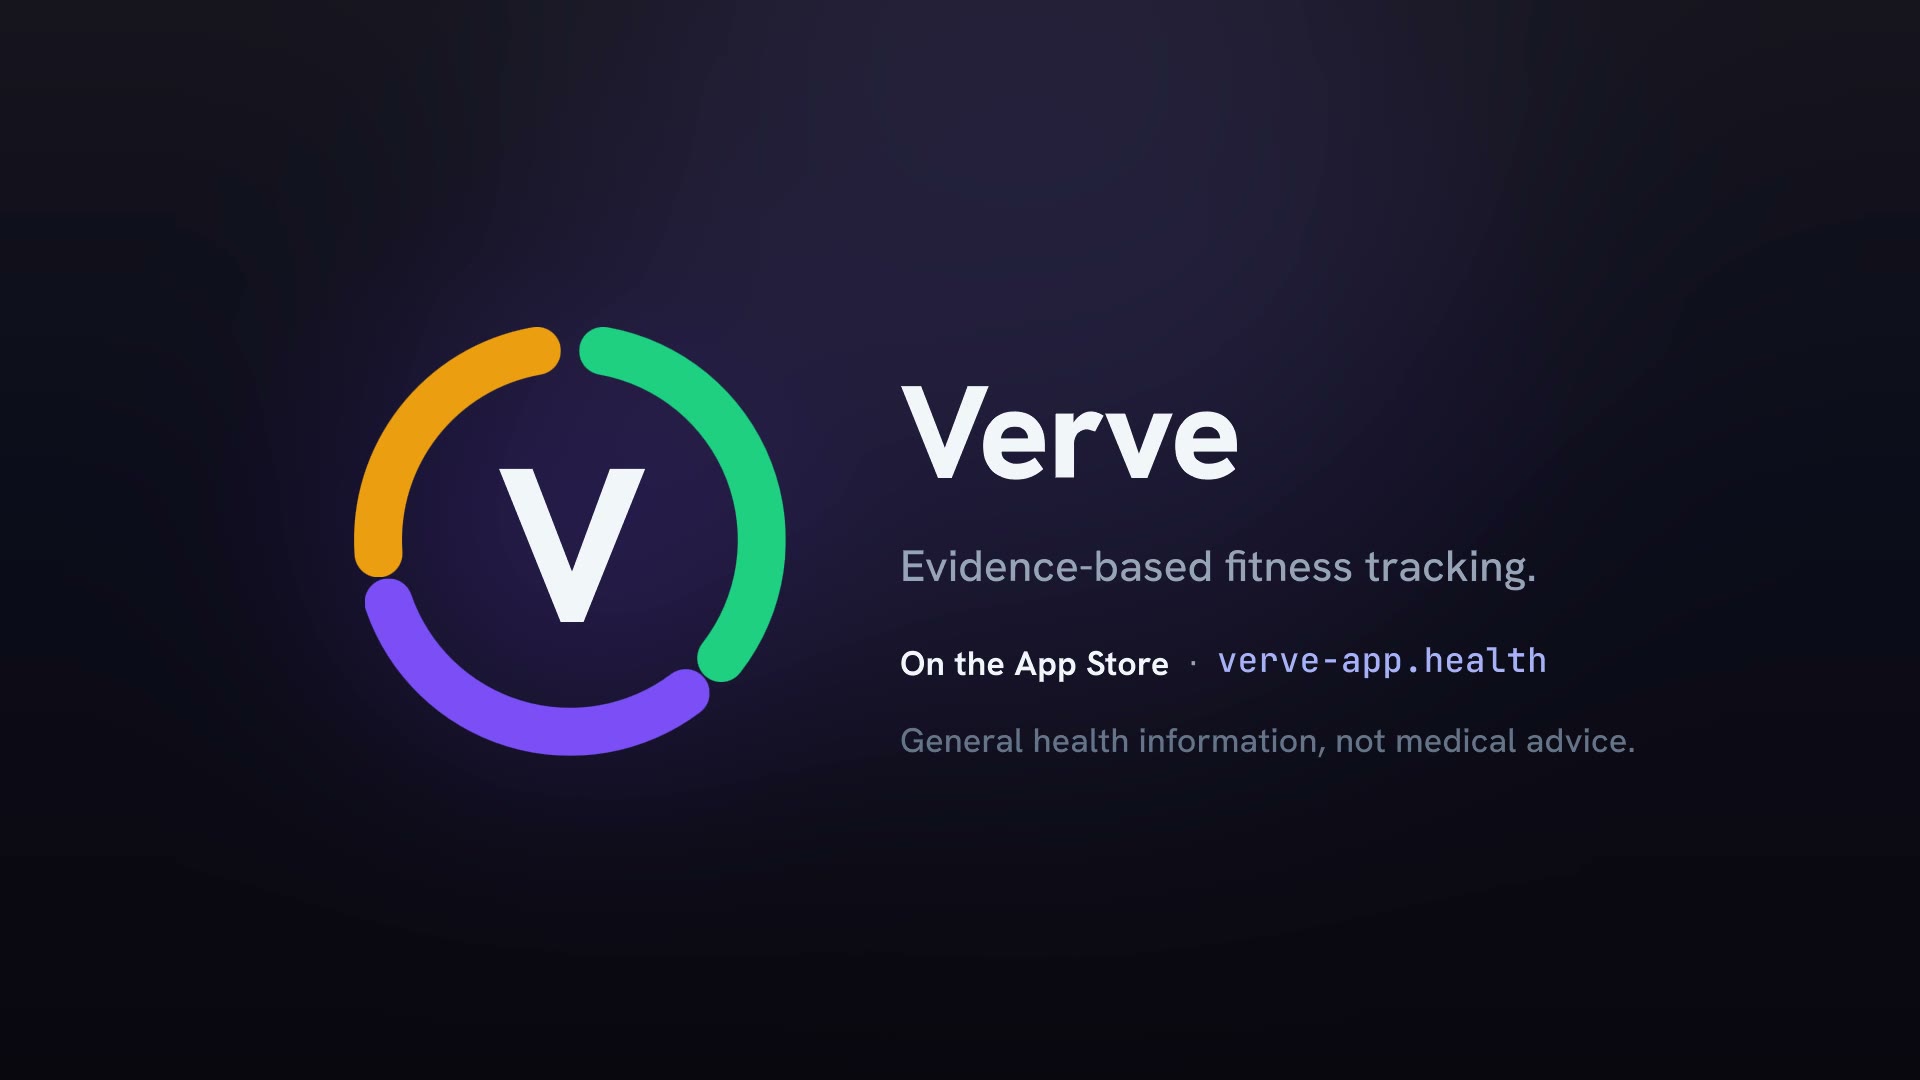 V
Verve
Evidence-based fitness tracking.
On the App Store · verve-app.health
General health information, not medical advice.